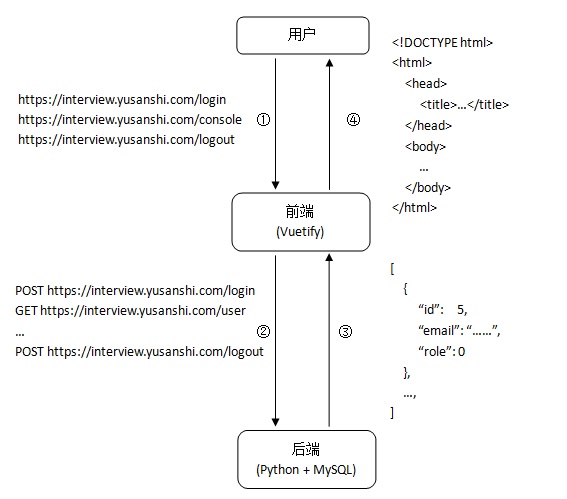 用户
https://interview.yusanshi.com/login
https://interview.yusanshi.com/console
https://interview.yusanshi.com/logout
①
④
<!DOCTYPE html>
<html>
<head>
<title>...</title>
</head>
<body>
...
</body>
</html>
前端
(Vuetify)
POST https://interview.yusanshi.com/login
GET https://interview.yusanshi.com/user
...
POST https://interview.yusanshi.com/logout
②
③
[
{
“id”: 5,
“email”: “……”,
“role”: 0
},
...,
]
后端
(Python + MySQL)